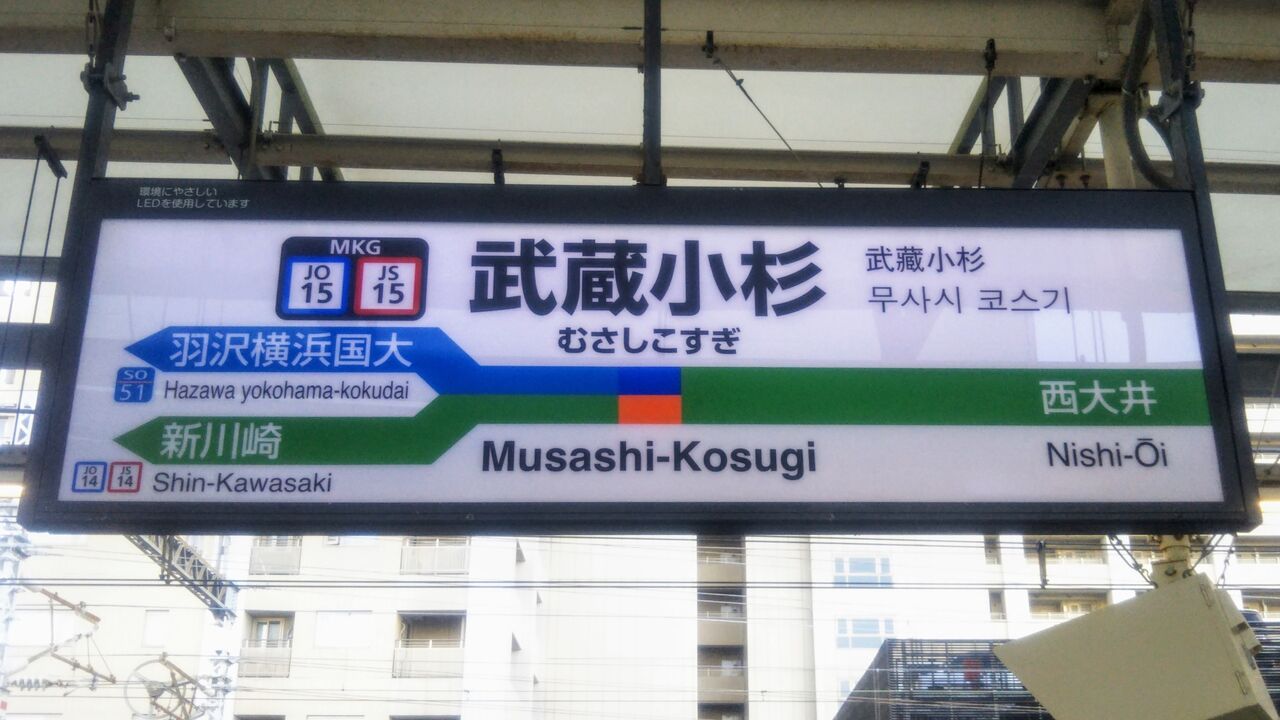 環境にやさしい
LEDを使用しています
MKG
JO 15
JS 15
武蔵小杉
むさしこすぎ
武藏小杉
무사시 코스기
羽沢横浜国大
SO 51
Hazawa yokohama-kokudai
新川崎
JO 14
JS 14
Shin-Kawasaki
Musashi-Kosugi
西大井
Nishi-Ōi